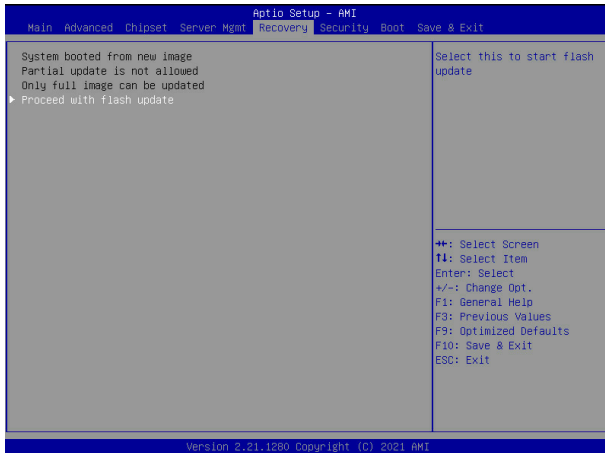 Aptio Setup - AMI
Main Advanced Chipset Server Mgmt Recovery Security Boot Save & Exit
System booted from new image
Partial update is not allowed
Only full image can be updated
Proceed with flash update
Select this to start flash
update
→←: Select Screen
↑↓: Select Item
Enter: Select
+/-: Change Opt.
F1: General Help
F3: Previous Values
F9: Optimized Defaults
F10: Save & Exit
ESC: Exit
Version 2.21.1280 Copyright (C) 2021 AMI